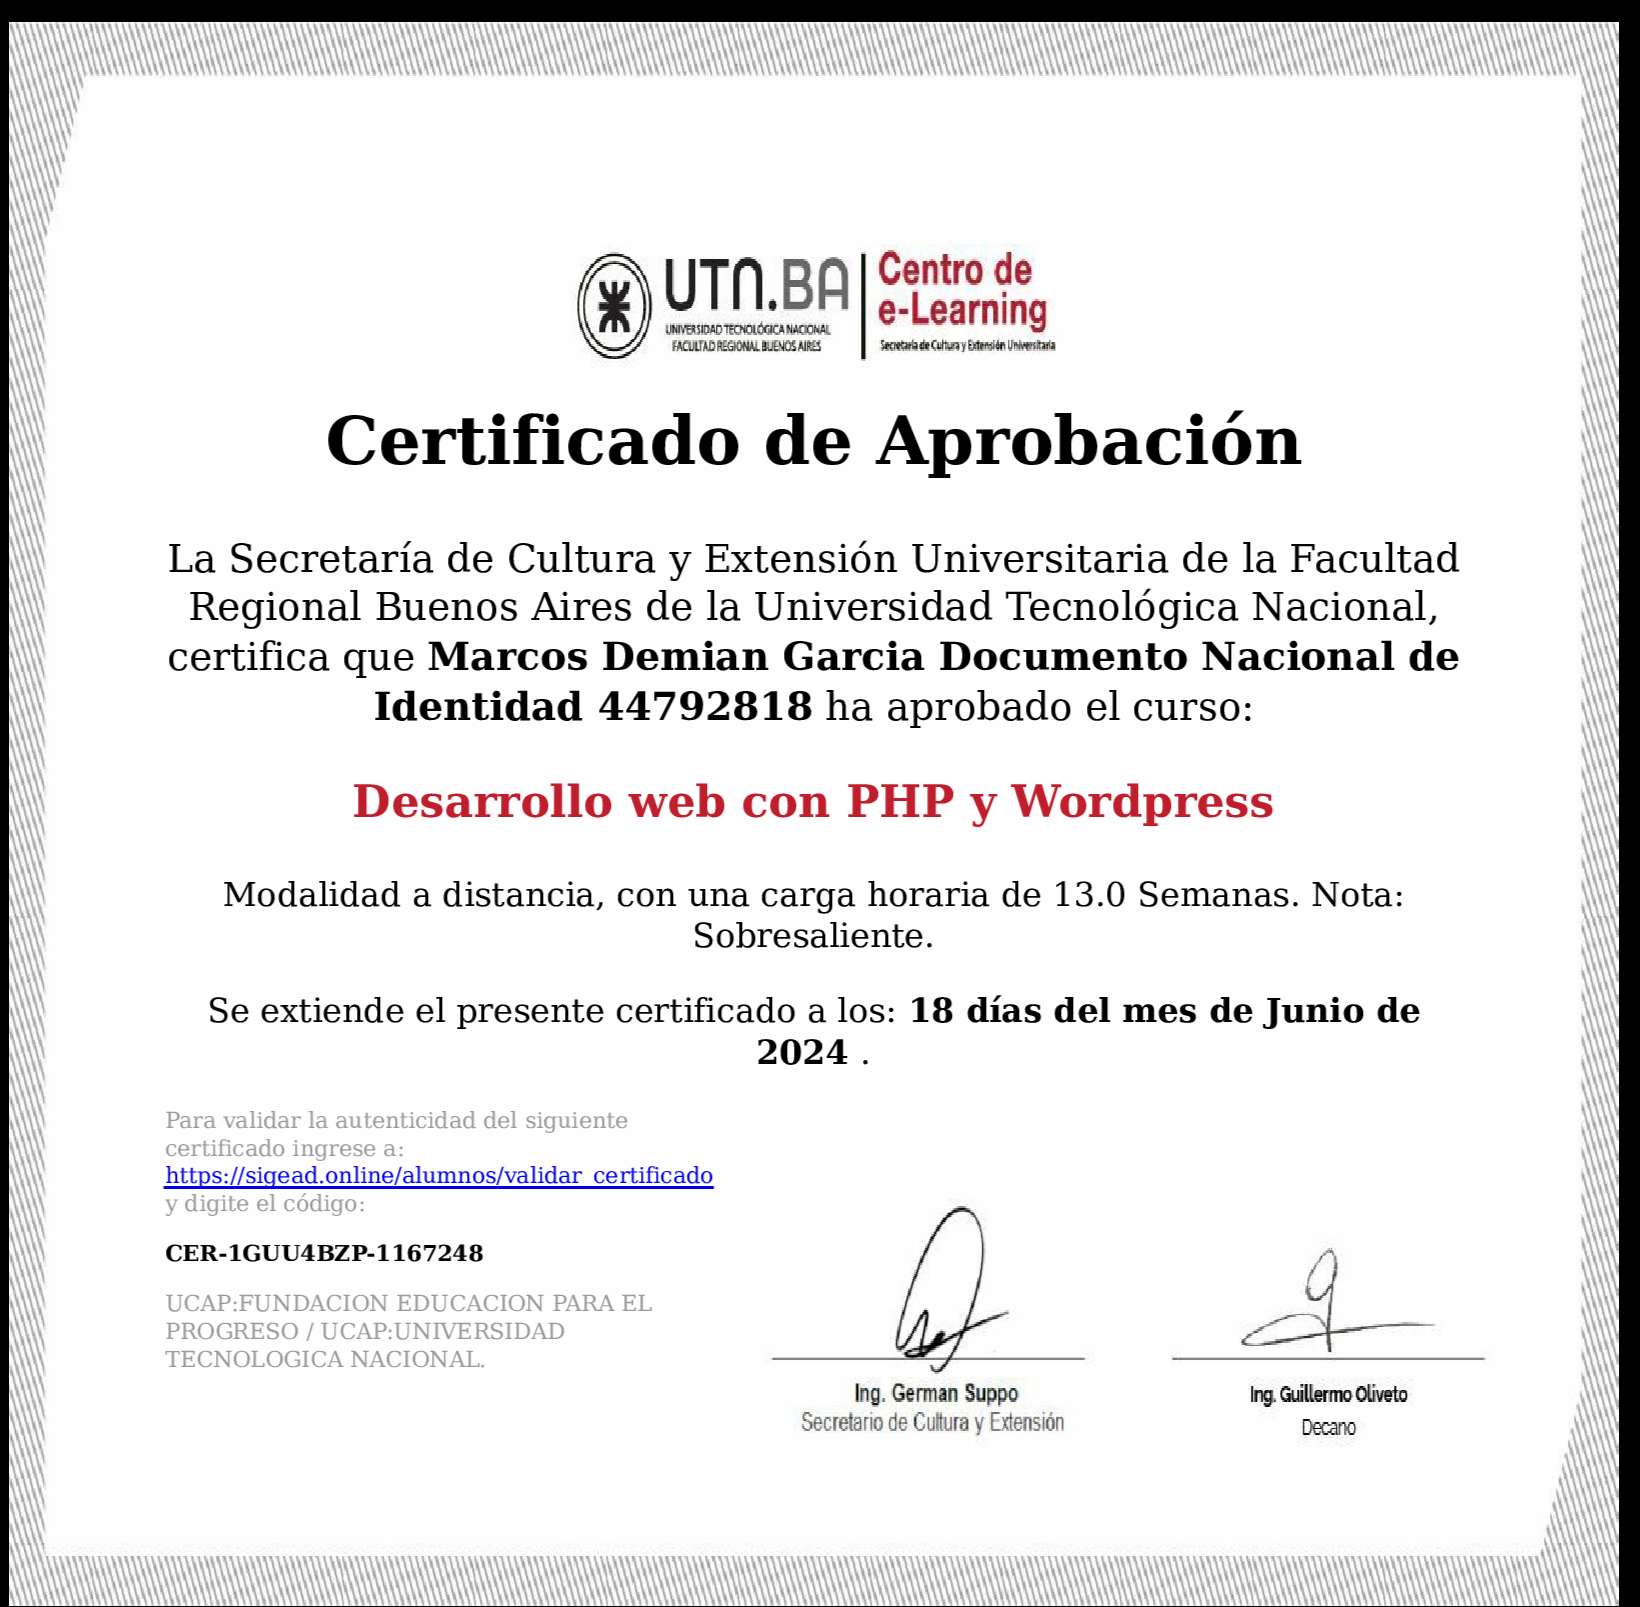 UTN.BA
UNIVERSIDAD TECNOLÓGICA NACIONAL
FACULTAD REGIONAL BUENOS AIRES
Centro de
e-Learning
Secretaría de Cultura y Extensión Universitaria
Certificado de Aprobación
La Secretaría de Cultura y Extensión Universitaria de la Facultad
Regional Buenos Aires de la Universidad Tecnológica Nacional,
certifica que Marcos Demian Garcia Documento Nacional de
Identidad 44792818 ha aprobado el curso:
Desarrollo web con PHP y Wordpress
Modalidad a distancia, con una carga horaria de 13.0 Semanas. Nota:
Sobresaliente.
Se extiende el presente certificado a los: 18 días del mes de Junio de
2024 .
Para validar la autenticidad del siguiente
certificado ingrese a:
https://sigead.online/alumnos/validar_certificado
y digite el código:
CER-1GUU4BZP-1167248
UCAP:FUNDACION EDUCACION PARA EL
PROGRESO / UCAP:UNIVERSIDAD
TECNOLOGICA NACIONAL.
Ing. German Suppo
Secretario de Cultura y Extensión
Ing. Guillermo Oliveto
Decano